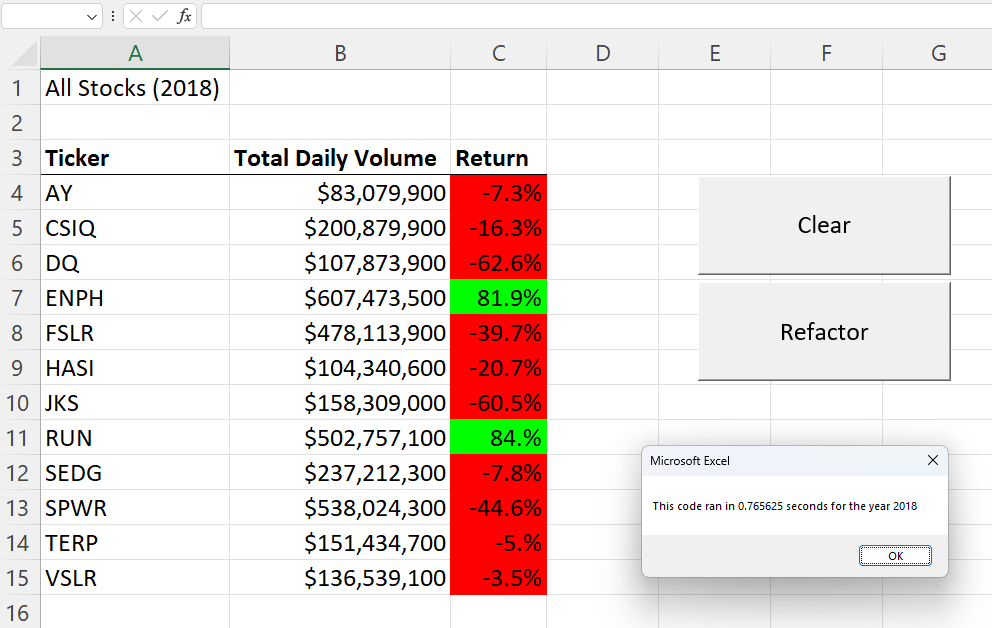 fx
A B C D E F G
1 All Stocks (2018)
2
3 Ticker Total Daily Volume Return
4 AY $83,079,900 -7.3%
5 CSIQ $200,879,900 -16.3%
6 DQ $107,873,900 -62.6%
7 ENPH $607,473,500 81.9%
8 FSLR $478,113,900 -39.7%
9 HASI $104,340,600 -20.7%
10 JKS $158,309,000 -60.5%
11 RUN $502,757,100 84.%
12 SEDG $237,212,300 -7.8%
13 SPWR $538,024,300 -44.6%
14 TERP $151,434,700 -5.%
15 VSLR $136,539,100 -3.5%
16
Clear
Refactor
Microsoft Excel
This code ran in 0.765625 seconds for the year 2018
OK